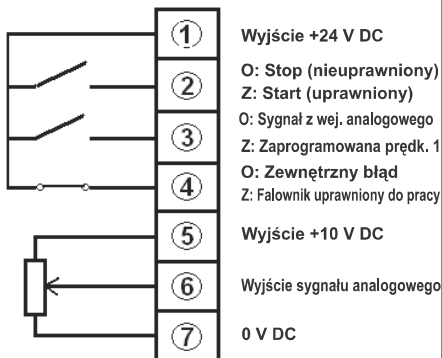 1 Wyjście +24 V DC
2 O: Stop (nieuprawniony)
Z: Start (uprawniony)
3 O: Sygnał z wej. analogowego
Z: Zaprogramowana prędk. 1
4 O: Zewnętrzny błąd
Z: Falownik uprawniony do pracy
5 Wyjście +10 V DC
6 Wyjście sygnału analogowego
7 0 V DC